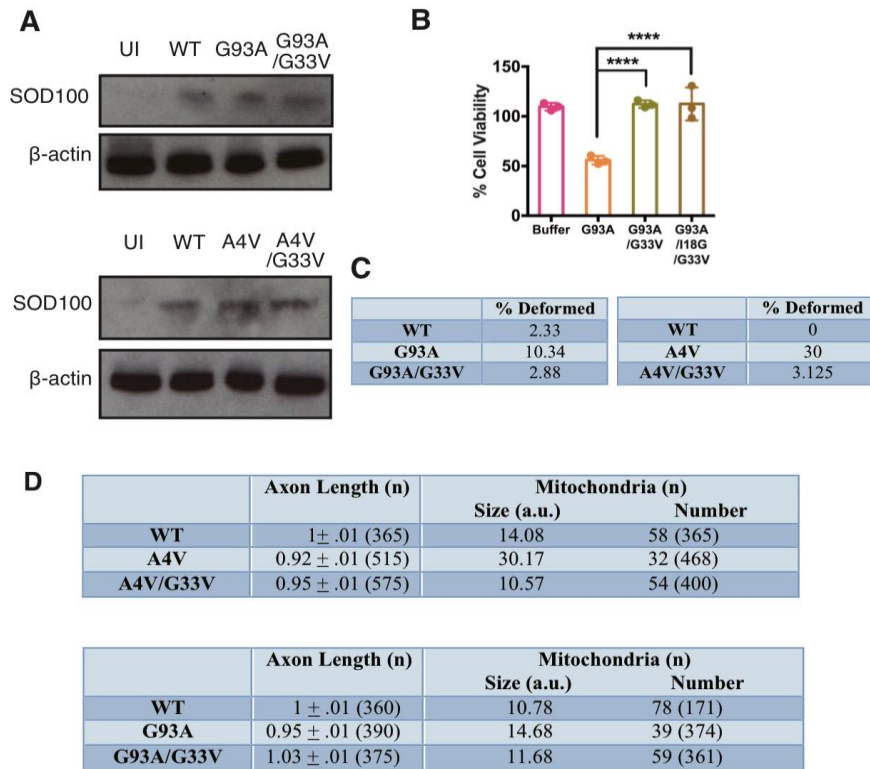 A
UI WT G93A G93A
/G33V
SOD100
β-actin
UI WT A4V A4V
/G33V
SOD100
β-actin
B
****
****
% Cell Viability
150
100
50
0
Buffer G93A G93A
/G33V G93A
/I18G
/G33V
C
% Deformed
WT 2.33
G93A 10.34
G93A/G33V 2.88
% Deformed
WT 0
A4V 30
A4V/G33V 3.125
D
Axon Length (n) Mitochondria (n)
Size (a.u.) Number
WT 1± .01 (365) 14.08 58 (365)
A4V 0.92 ± .01 (515) 30.17 32 (468)
A4V/G33V 0.95 ± .01 (575) 10.57 54 (400)
Axon Length (n) Mitochondria (n)
Size (a.u.) Number
WT 1 ± .01 (360) 10.78 78 (171)
G93A 0.95 ± .01 (390) 14.68 39 (374)
G93A/G33V 1.03 ± .01 (375) 11.68 59 (361)